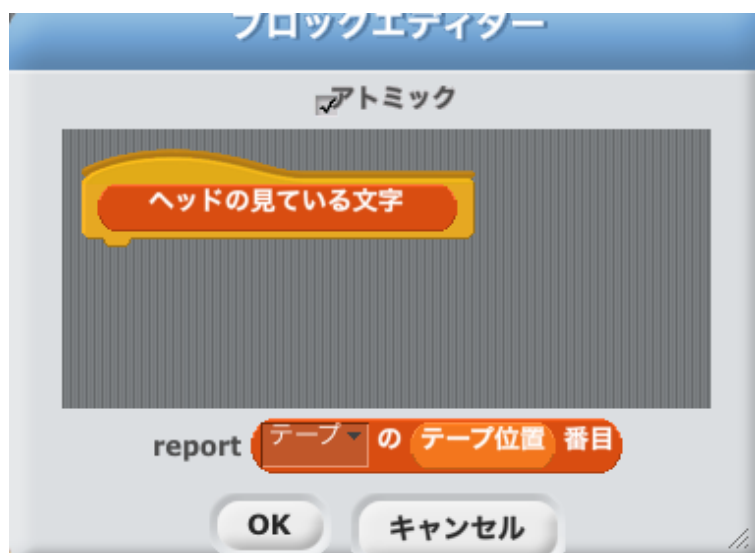 ブロックエディター
アトミック
ヘッドの見ている文字
report テープ の テープ位置 番目
OK キャンセル